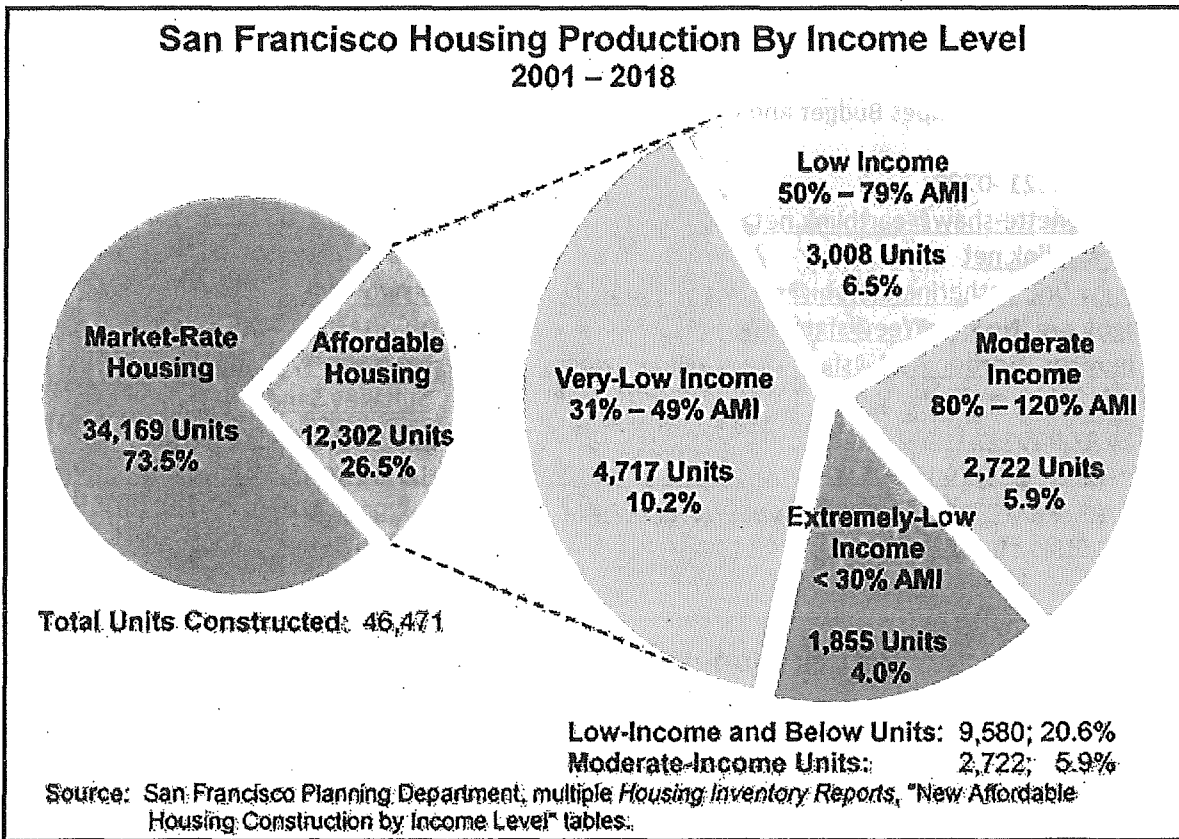 San Francisco Housing Production By Income Level
2001 – 2018
Market-Rate
Housing
34,169 Units
73.5%
Affordable
Housing
12,302 Units
26.5%
Total Units Constructed: 46,471
Low Income
50% – 79% AMI
3,008 Units
6.5%
Very-Low Income
31% – 49% AMI
4,717 Units
10.2%
Moderate
Income
80% – 120% AMI
2,722 Units
5.9%
Extremely-Low
Income
< 30% AMI
1,855 Units
4.0%
Low-Income and Below Units: 9,580; 20.6%
Moderate-Income Units: 2,722; 5.9%
Source: San Francisco Planning Department, multiple Housing Inventory Reports, "New Affordable
Housing Construction by Income Level" tables.